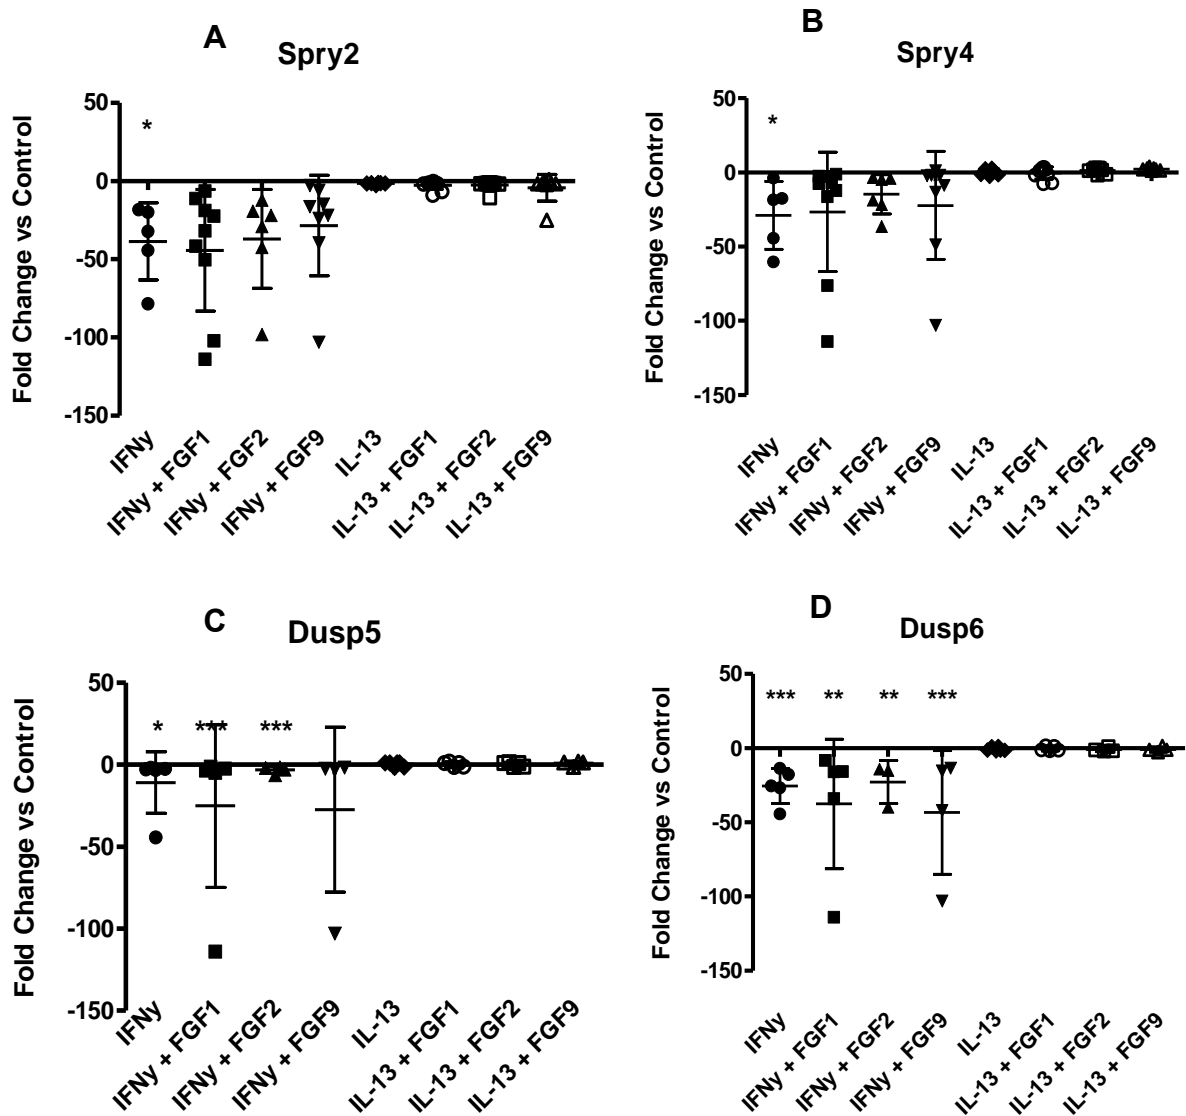 A
Spry2
Fold Change vs Control
50
0
-50
-100
-150
*
IFNy
IFNy + FGF1
IFNy + FGF2
IFNy + FGF9
IL-13
IL-13 + FGF1
IL-13 + FGF2
IL-13 + FGF9
B
Spry4
Fold Change vs Control
50
0
-50
-100
-150
*
IFNy
IFNy + FGF1
IFNy + FGF2
IFNy + FGF9
IL-13
IL-13 + FGF1
IL-13 + FGF2
IL-13 + FGF9
C
Dusp5
Fold Change vs Control
50
0
-50
-100
-150
* *** ***
IFNy
IFNy + FGF1
IFNy + FGF2
IFNy + FGF9
IL-13
IL-13 + FGF1
IL-13 + FGF2
IL-13 + FGF9
D
Dusp6
Fold Change vs Control
50
0
-50
-100
-150
*** ** ** ***
IFNy
IFNy + FGF1
IFNy + FGF2
IFNy + FGF9
IL-13
IL-13 + FGF1
IL-13 + FGF2
IL-13 + FGF9